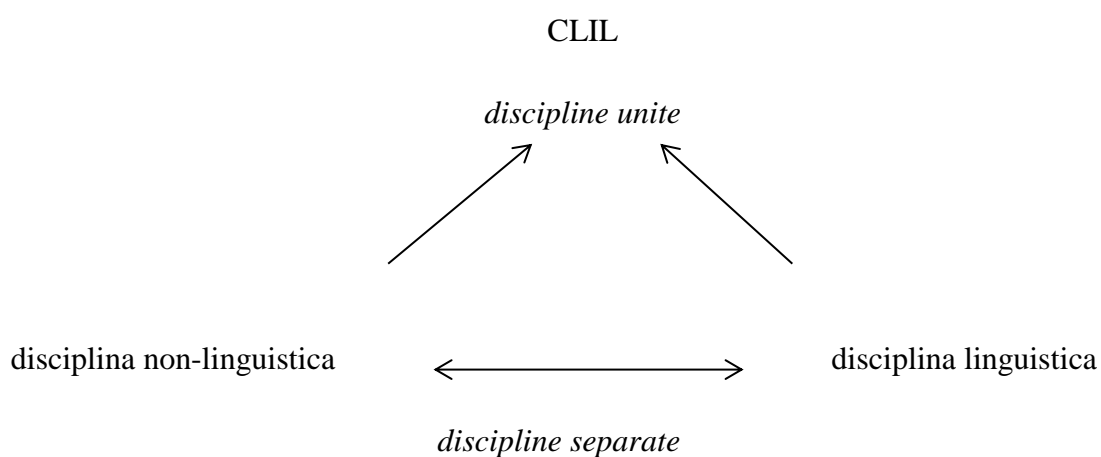 CLIL
discipline unite
disciplina non-linguistica
disciplina linguistica
discipline separate